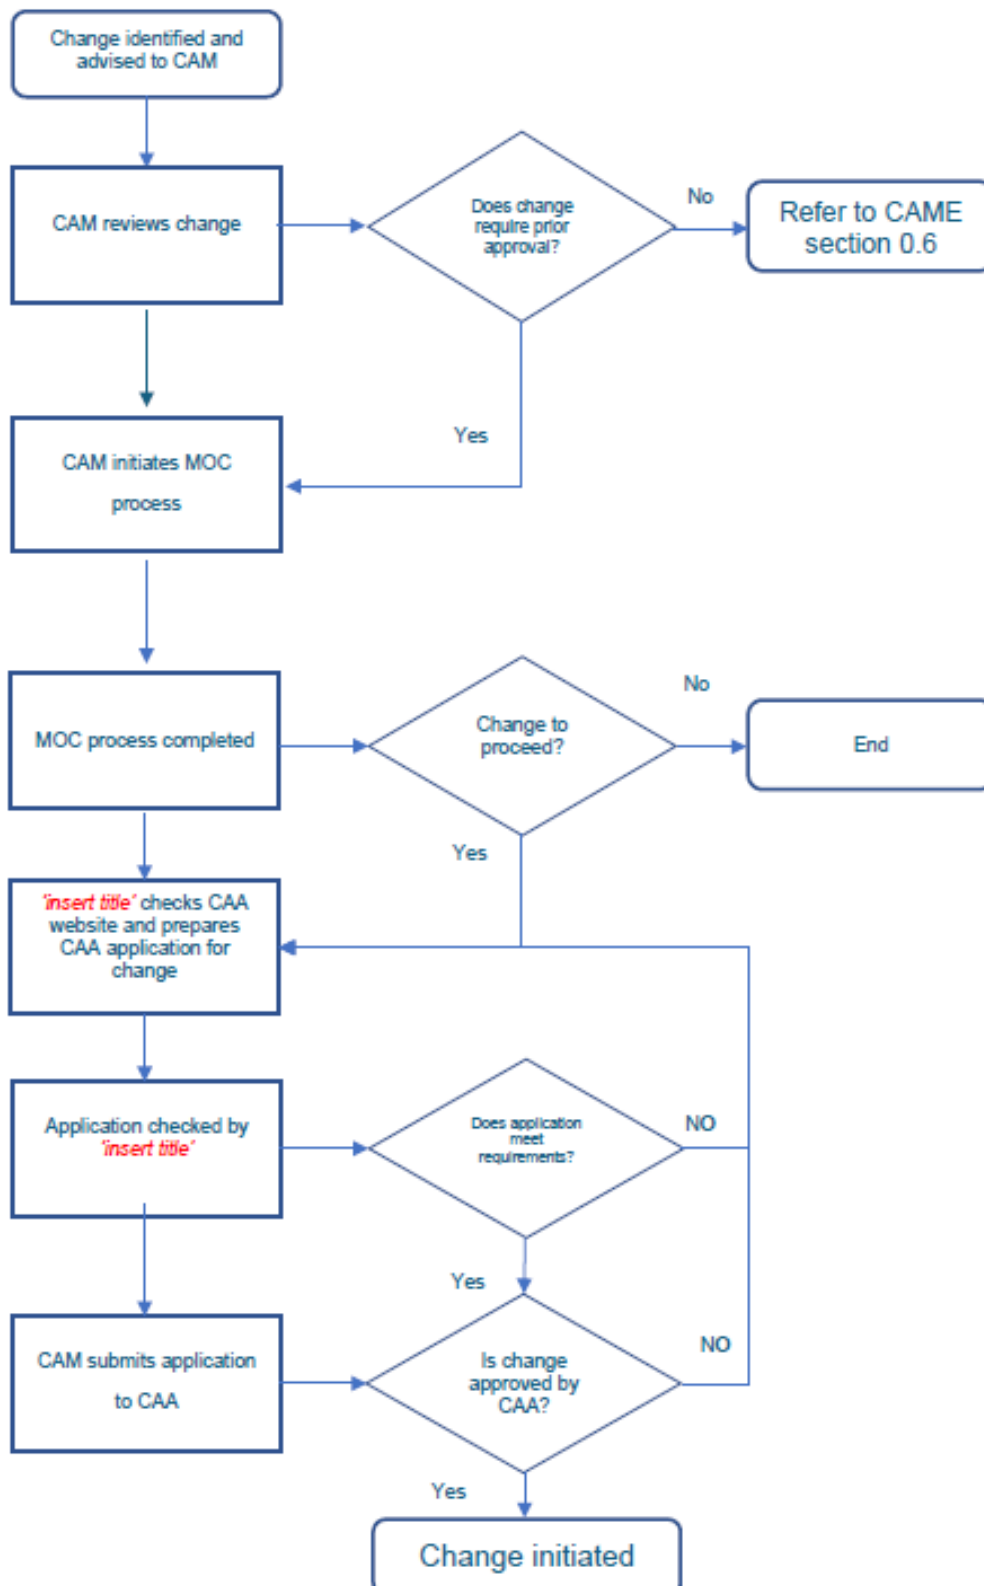 Change identified and
advised to CAM
CAM reviews change
Does change
require prior
approval?
No
Refer to CAME
section 0.6
Yes
CAM initiates MOC
process
MOC process completed
Change to
proceed?
No
End
Yes
'insert title' checks CAA
website and prepares
CAA application for
change
Application checked by
'insert title'
Does application
meet
requirements?
NO
Yes
CAM submits application
to CAA
Is change
approved by
CAA?
NO
Yes
Change initiated